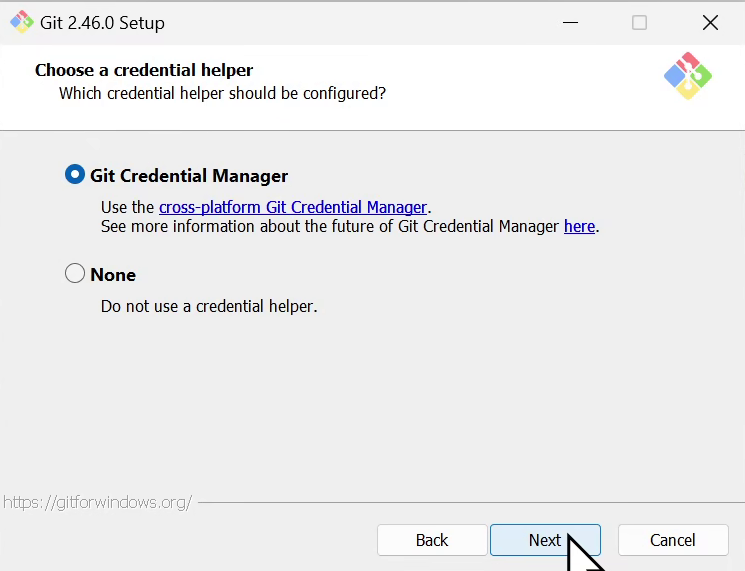 Git 2.46.0 Setup
Choose a credential helper
Which credential helper should be configured?
Git Credential Manager
Use the cross-platform Git Credential Manager.
See more information about the future of Git Credential Manager here.
None
Do not use a credential helper.
https://gitforwindows.org/
Back Next Cancel